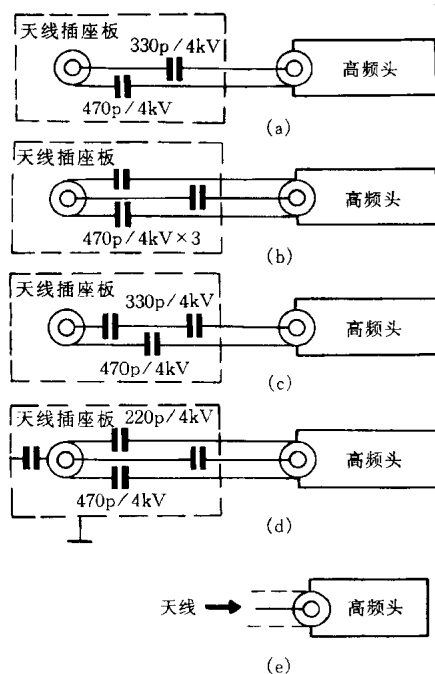 天线插座板
330p/4kV
高频头
470p/4kV
(a)
天线插座板
高频头
470p/4kV×3
(b)
天线插座板
330p/4kV
高频头
470p/4kV
(c)
天线插座板 220p/4kV
高频头
470p/4kV
(d)
天线
高频头
(e)